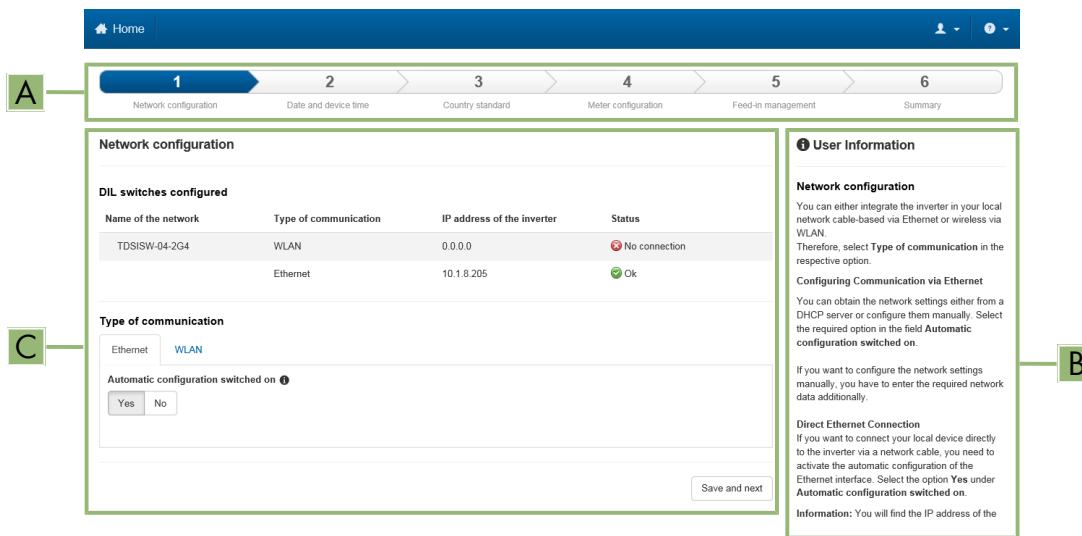 Home
A
1 2 3 4 5 6
Network configuration Date and device time Country standard Meter configuration Feed-in management Summary
Network configuration
DIL switches configured
Name of the network Type of communication IP address of the inverter Status
TDSISW-04-2G4 WLAN 0.0.0.0 No connection
Ethernet 10.1.8.205 Ok
C
Type of communication
Ethernet WLAN
Automatic configuration switched on
Yes No
Save and next
User Information
Network configuration
You can either integrate the inverter in your local
network cable-based via Ethernet or wireless via
WLAN.
Therefore, select Type of communication in the
respective option.
Configuring Communication via Ethernet
You can obtain the network settings either from a
DHCP server or configure them manually. Select
the required option in the field Automatic
configuration switched on.
B
If you want to configure the network settings
manually, you have to enter the required network
data additionally.
Direct Ethernet Connection
If you want to connect your local device directly
to the inverter via a network cable, you need to
activate the automatic configuration of the
Ethernet interface. Select the option Yes under
Automatic configuration switched on.
Information: You will find the IP address of the